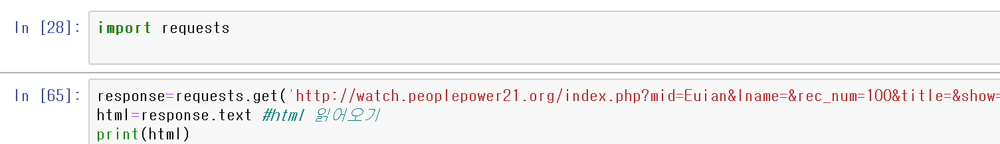 In [28]: import requests
In [65]: response=requests.get('http://watch.peoplepower21.org/index.php?mid=Euian&lname=&rec_num=100&title=&show=
html=response.text #html 읽어오기
print(html)